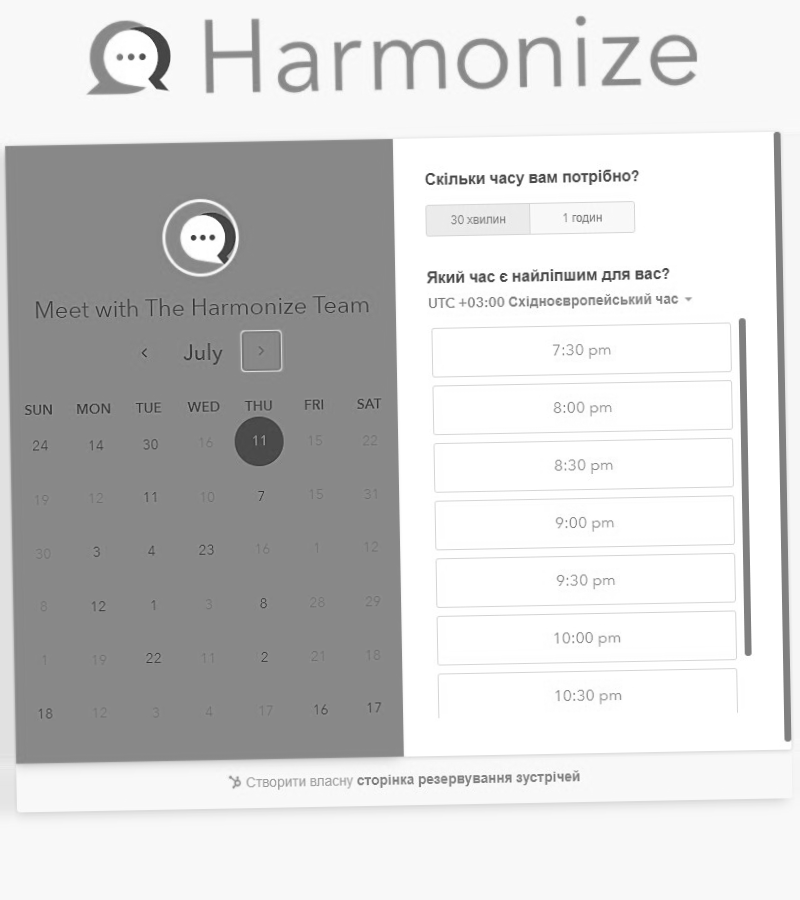 Harmonize
Meet with The Harmonize Team
July
SUN MON TUE WED THU FRI SAT
24 14 30 16 11 15 22
19 12 11 10 7 15 31
30 3 4 23 16 1 12
8 12 1 3 8 28 29
1 19 22 11 2 21 18
18 12 3 4 17 16 17
Скільки часу вам потрібно?
30 хвилин 1 годин
Який час є найліпшим для вас?
UTC +03:00 Східноєвропейський час
7:30 pm
8:00 pm
8:30 pm
9:00 pm
9:30 pm
10:00 pm
10:30 pm
Створити власну сторінка резервування зустрічей